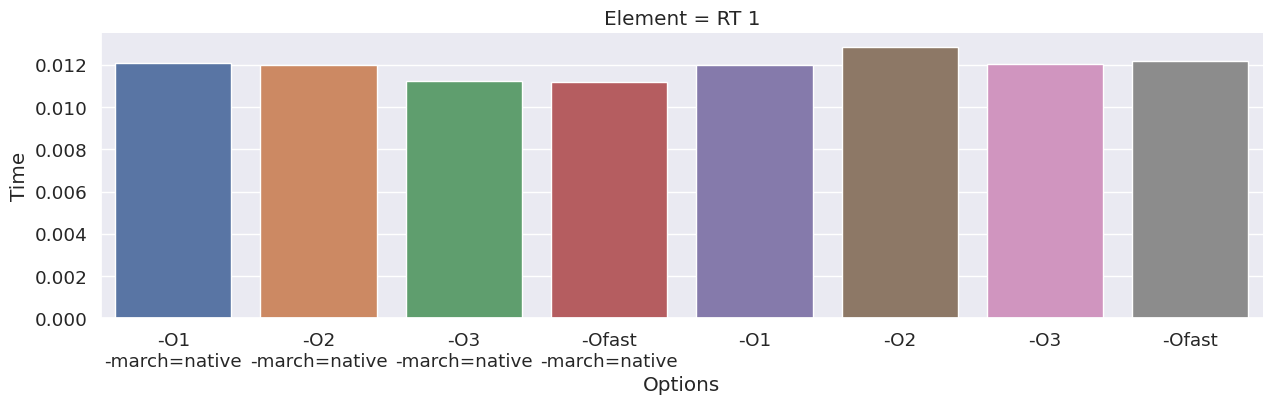 Element = RT 1
Time
0.012
0.010
0.008
0.006
0.004
0.002
0.000
-O1 -O2 -O3 -Ofast -O1 -O2 -O3 -Ofast
-march=native -march=native -march=native -march=native
Options